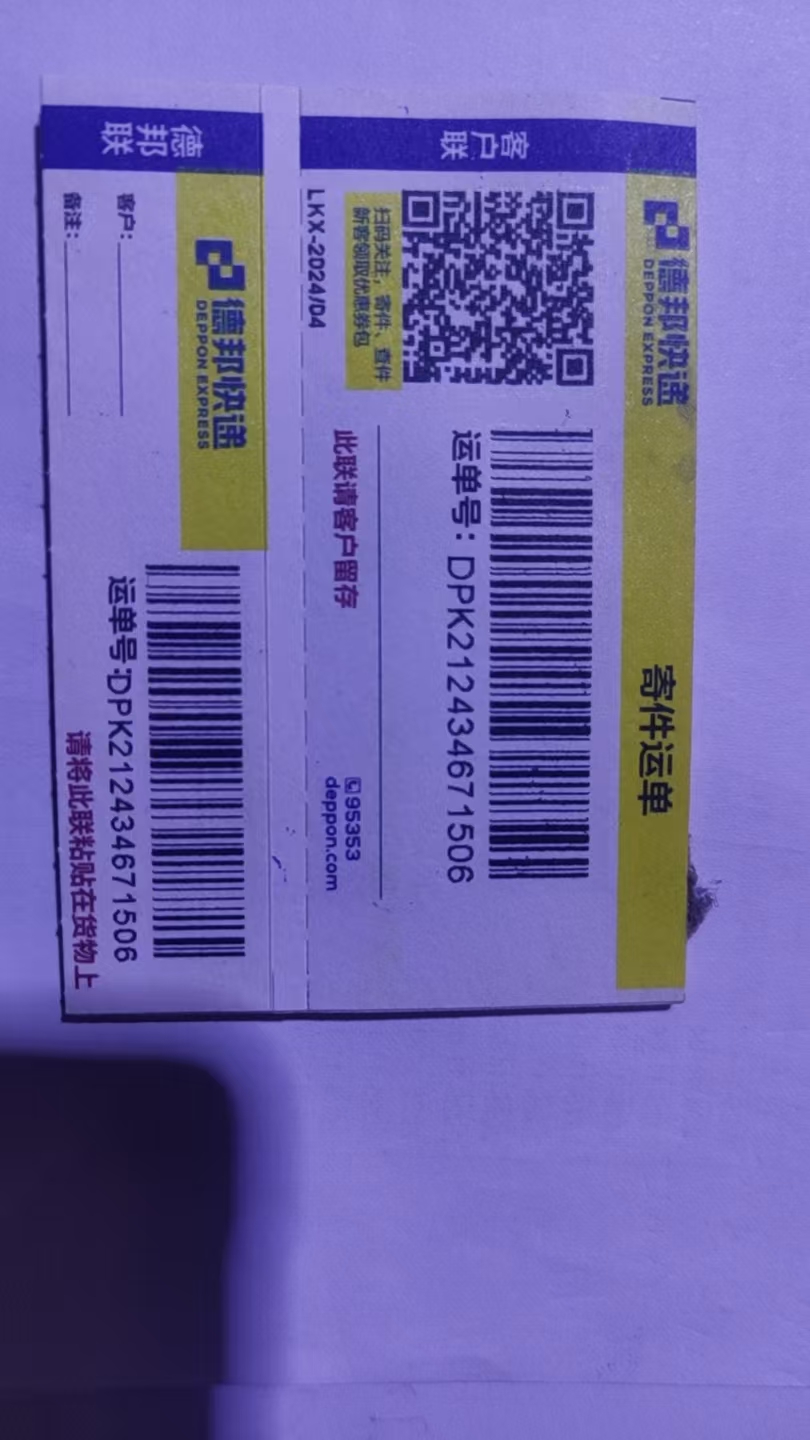 德邦快递
DEPPON EXPRESS
寄件运单
客户联
运单号：DPK212434671506
扫码关注，寄件、查件
新客领取优惠券包
LKX-2024/04
此联请客户留存
95353
deppon.com
德邦联
德邦快递
DEPPON EXPRESS
客户：
备注：
运单号:DPK212434671506
请将此联粘贴在货物上